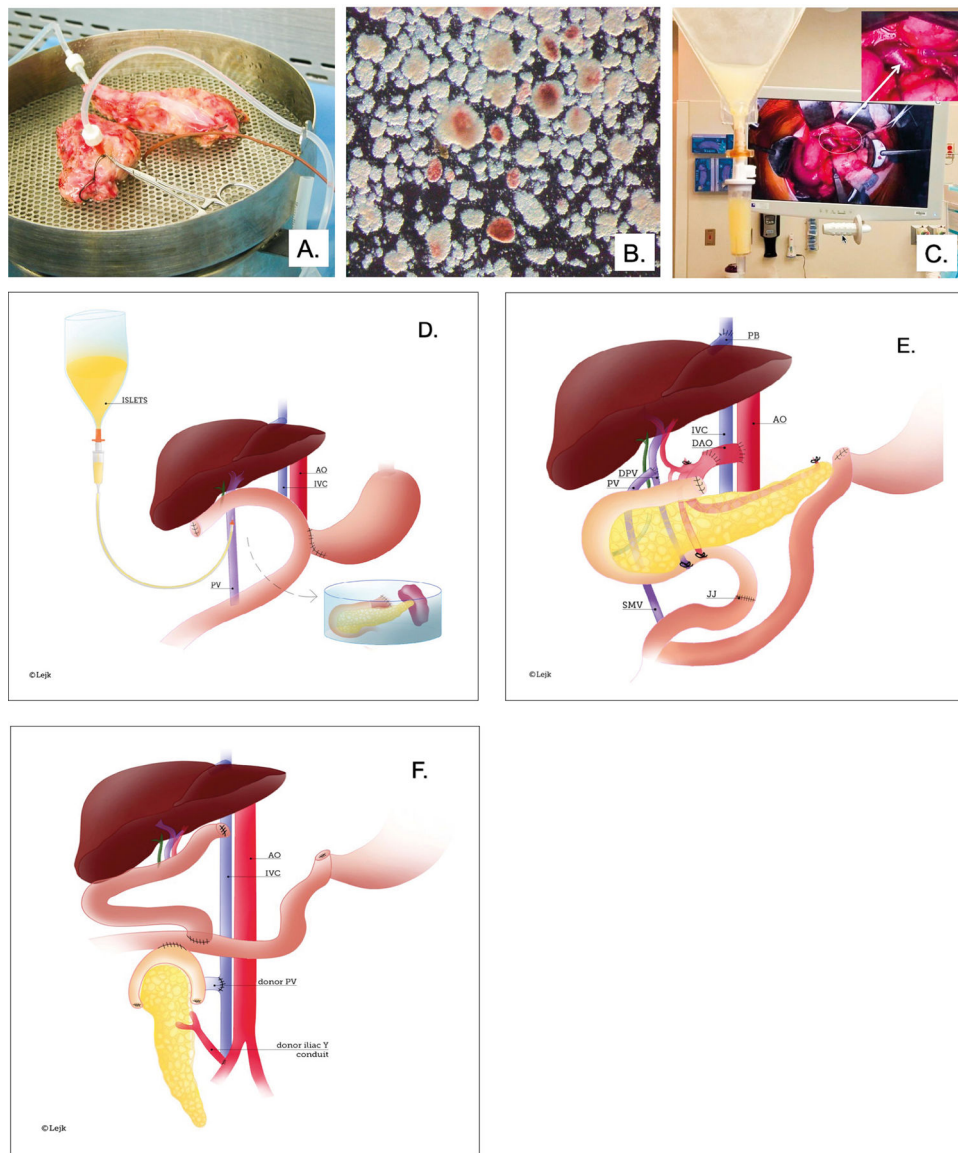 A.
B.
C.
D.
ISLETS
AO
IVC
PV
©Lejk
E.
PB
AO
IVC
DAO
DPV
PV
JJ
SMV
©Lejk
F.
AO
IVC
donor PV
donor iliac Y
conduit
©Lejk